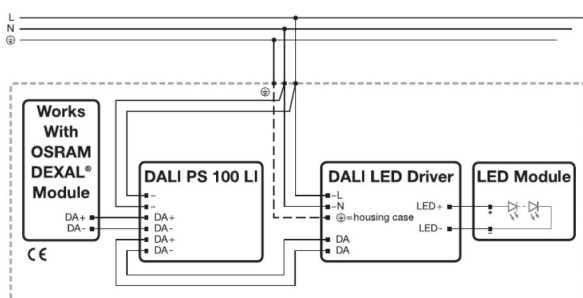 L
N
⏚
⏚
Works
With
OSRAM
DEXAL®
Module
DA+
DA-
CE
DALI PS 100 LI
~
~
DA+
DA-
DA+
DA-
DALI LED Driver
~L
~N
⏚=housing case
DA
DA
LED+
LED-
LED Module
+
-